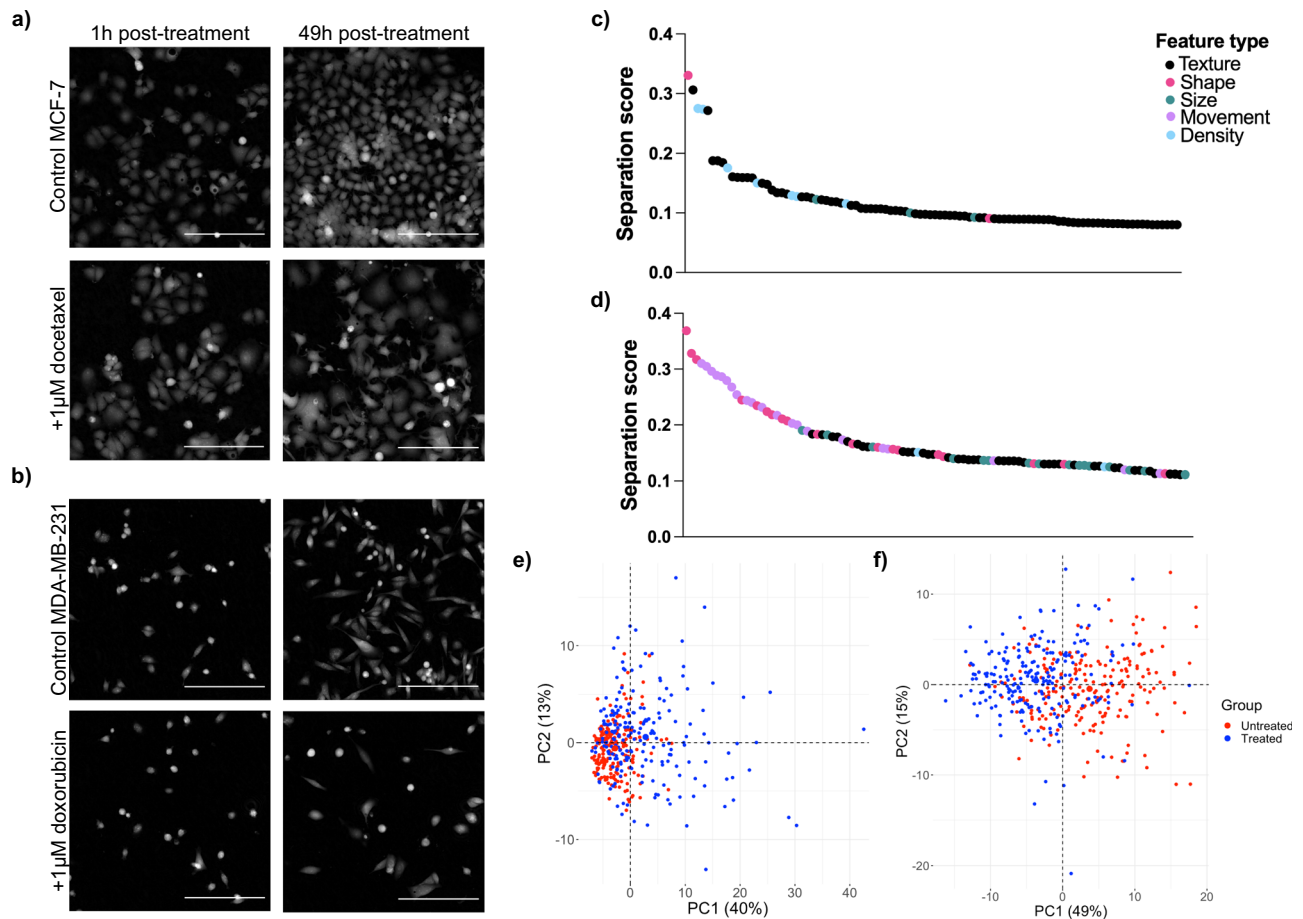 a)
1h post-treatment
49h post-treatment
Control MCF-7
+1µM docetaxel
b)
Control MDA-MB-231
+1µM doxorubicin
c)
Separation score
0.4
0.3
0.2
0.1
0.0
Feature type
Texture
Shape
Size
Movement
Density
d)
Separation score
0.4
0.3
0.2
0.1
0.0
e)
PC2 (13%)
10
0
-10
0
10
20
30
40
PC1 (40%)
f)
PC2 (15%)
10
0
-10
-20
-10
0
10
20
PC1 (49%)
Group
Untreated
Treated